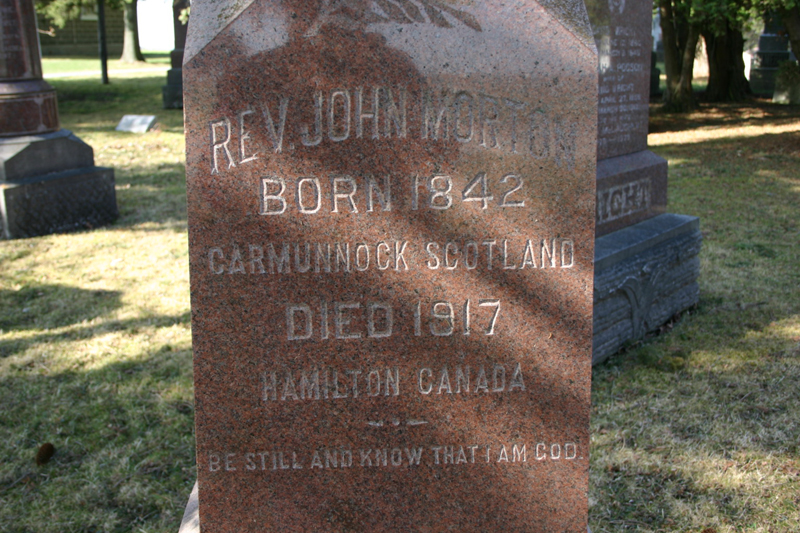 REV. JOHN MORTON
BORN 1842
CARMUNNOCK SCOTLAND
DIED 1917
HAMILTON CANADA
BE STILL AND KNOW THAT I AM GOD.